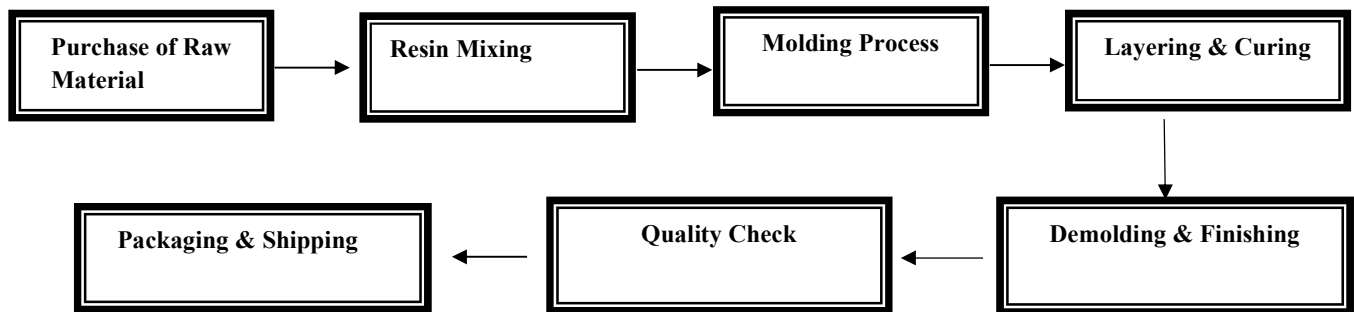 Purchase of Raw
Material
Resin Mixing
Molding Process
Layering & Curing
Demolding & Finishing
Quality Check
Packaging & Shipping